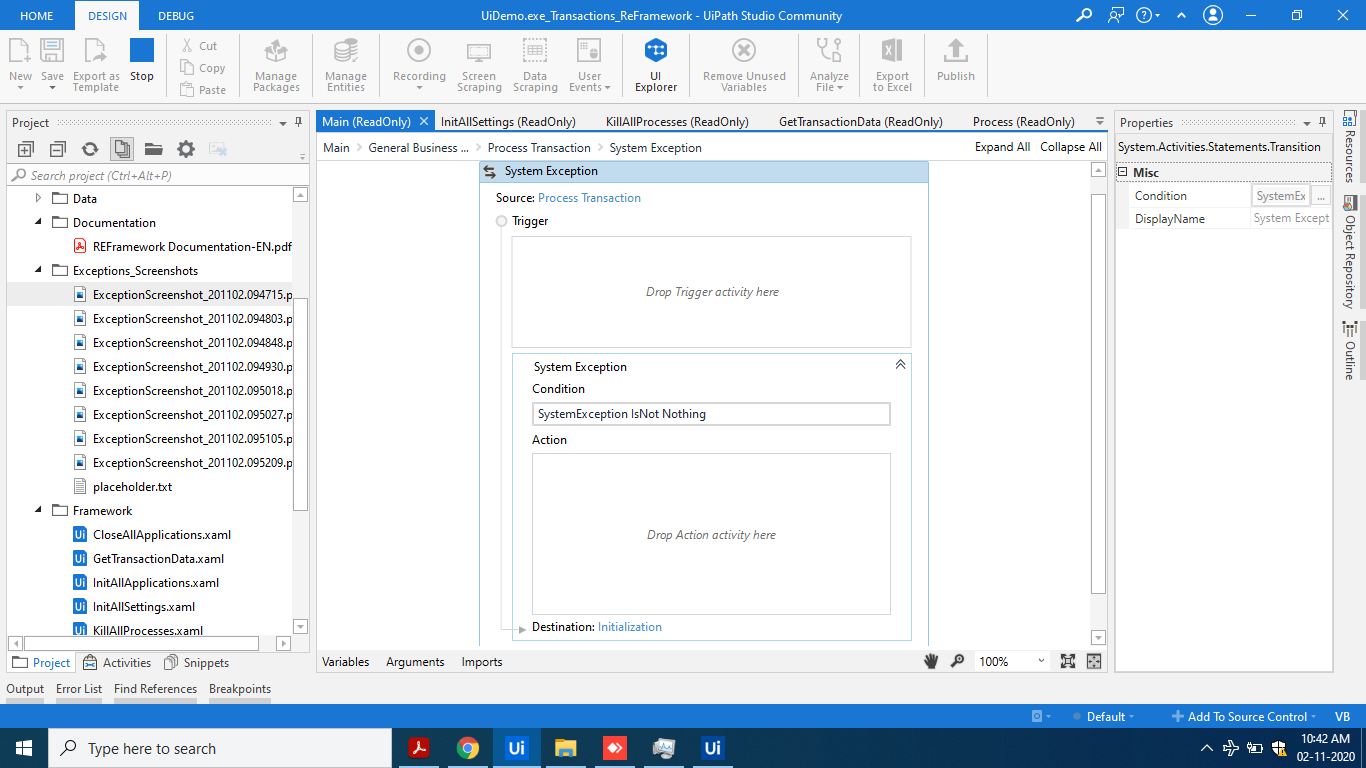 HOME DESIGN DEBUG UiDemo.exe_Transactions_ReFramework - UiPath Studio Community
New Save Export as Template Stop Cut Copy Paste Manage Packages Manage Entities Recording Screen Scraping Data Scraping User Events UI Explorer Remove Unused Variables Analyze File Export to Excel Publish
Project
Search project (Ctrl+Alt+P)
Data
Documentation
REFramework Documentation-EN.pdf
Exceptions_Screenshots
ExceptionScreenshot_201102.094715.p
ExceptionScreenshot_201102.094803.p
ExceptionScreenshot_201102.094848.p
ExceptionScreenshot_201102.094930.p
ExceptionScreenshot_201102.095018.p
ExceptionScreenshot_201102.095027.p
ExceptionScreenshot_201102.095105.p
ExceptionScreenshot_201102.095209.p
placeholder.txt
Framework
CloseAllApplications.xaml
GetTransactionData.xaml
InitAllApplications.xaml
InitAllSettings.xaml
KillAllProcesses.xaml
Project Activities Snippets
Main (ReadOnly) InitAllSettings (ReadOnly) KillAllProcesses (ReadOnly) GetTransactionData (ReadOnly) Process (ReadOnly)
Main > General Business ... > Process Transaction > System Exception Expand All Collapse All
System Exception
Source: Process Transaction
Trigger
Drop Trigger activity here
System Exception
Condition
SystemException IsNot Nothing
Action
Drop Action activity here
Destination: Initialization
Variables Arguments Imports 100%
Properties
System.Activities.Statements.Transition
Misc
Condition SystemEx ...
DisplayName System Except
Resources
Object Repository
Outline
Output Error List Find References Breakpoints
Default Add To Source Control VB
Type here to search
10:42 AM
02-11-2020